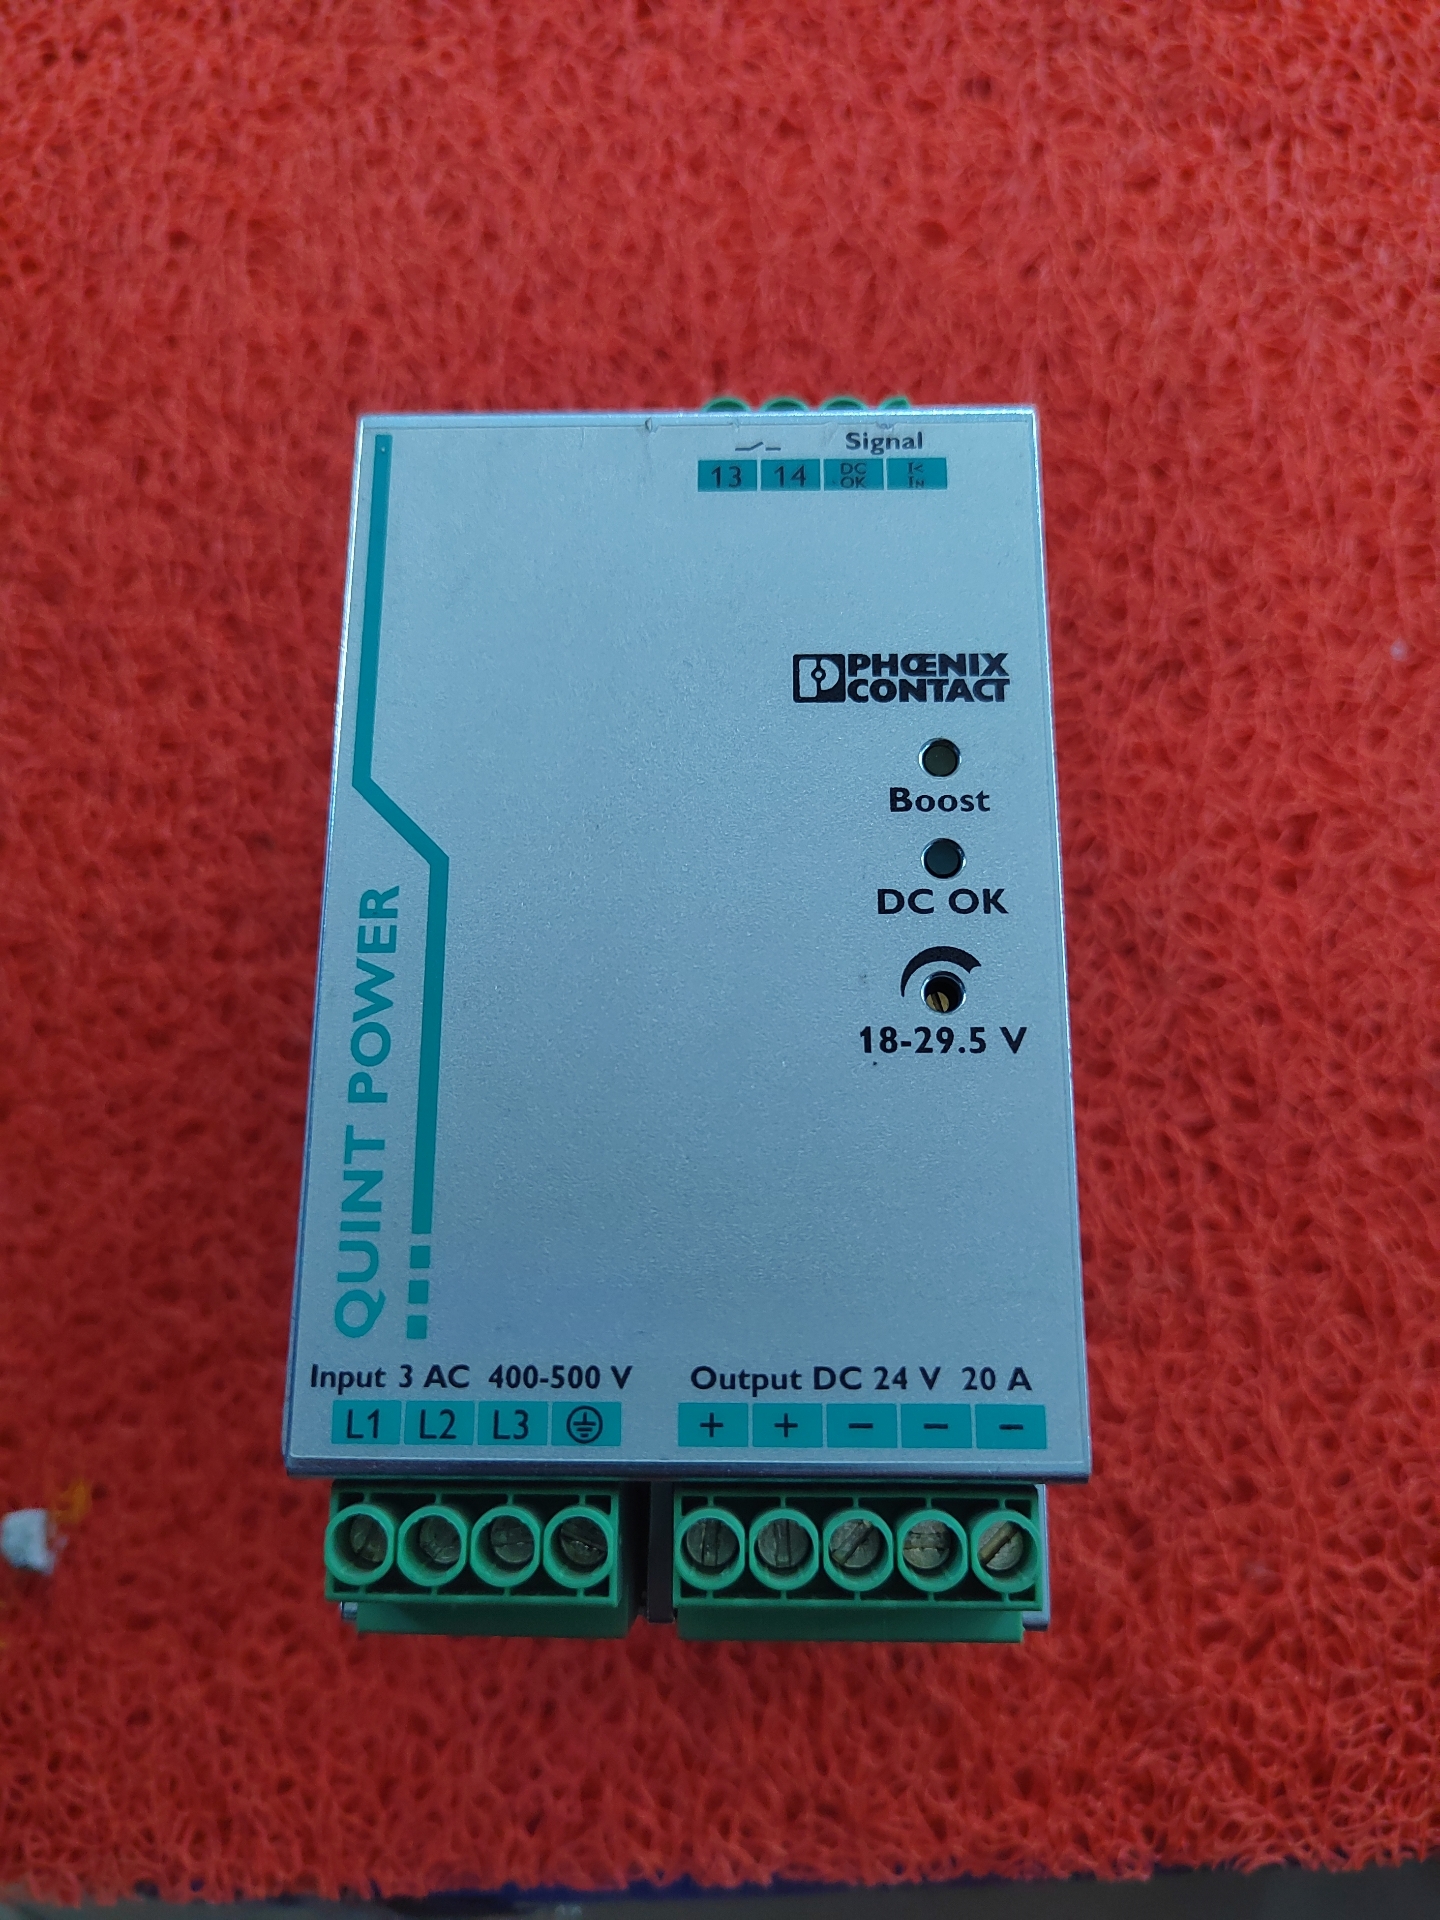 Signal
13 14 DC OK I< IN
PHŒNIX
CONTACT
Boost
DC OK
18-29.5 V
QUINT POWER
Input 3 AC 400-500 V
Output DC 24 V 20 A
L1 L2 L3
+ + − − −